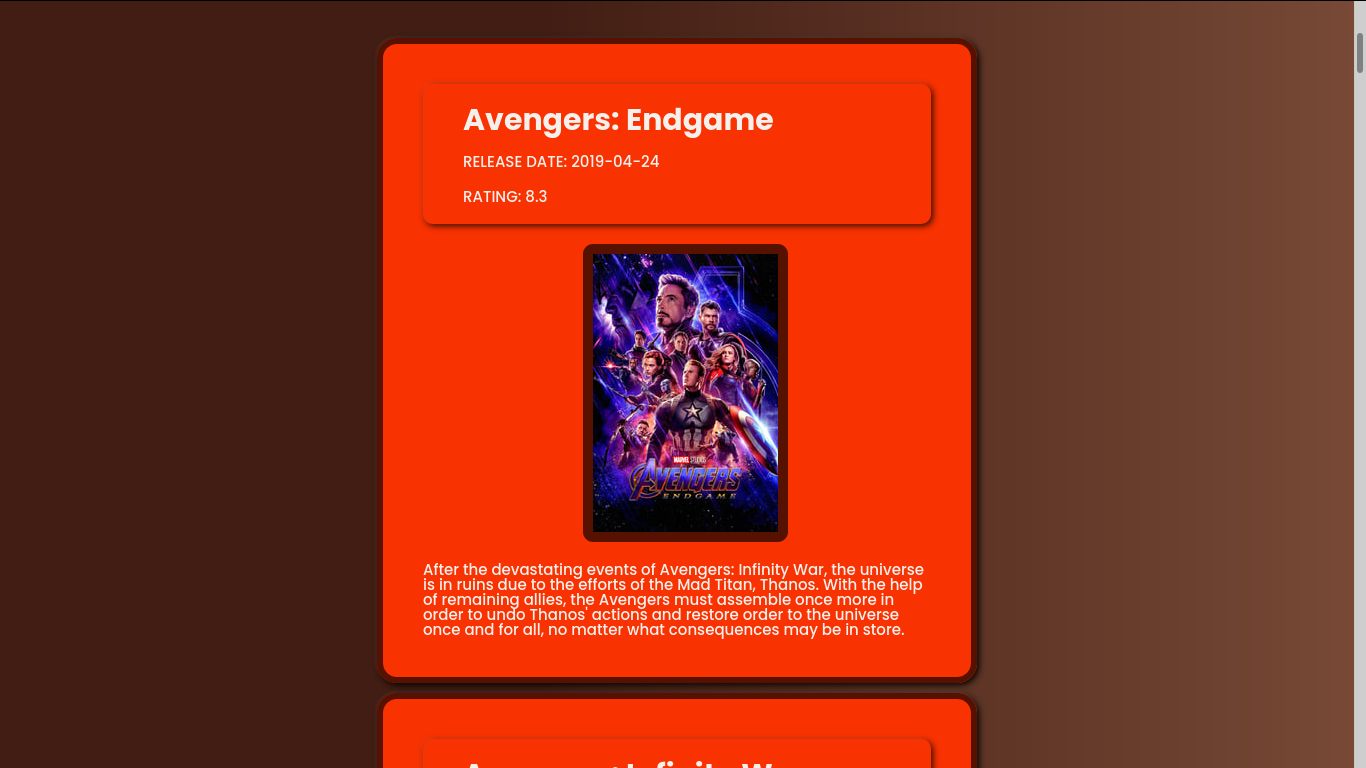 Avengers: Endgame
RELEASE DATE: 2019-04-24
RATING: 8.3
MARVEL STUDIOS
AVENGERS
ENDGAME
After the devastating events of Avengers: Infinity War, the universe
is in ruins due to the efforts of the Mad Titan, Thanos. With the help
of remaining allies, the Avengers must assemble once more in
order to undo Thanos' actions and restore order to the universe
once and for all, no matter what consequences may be in store.